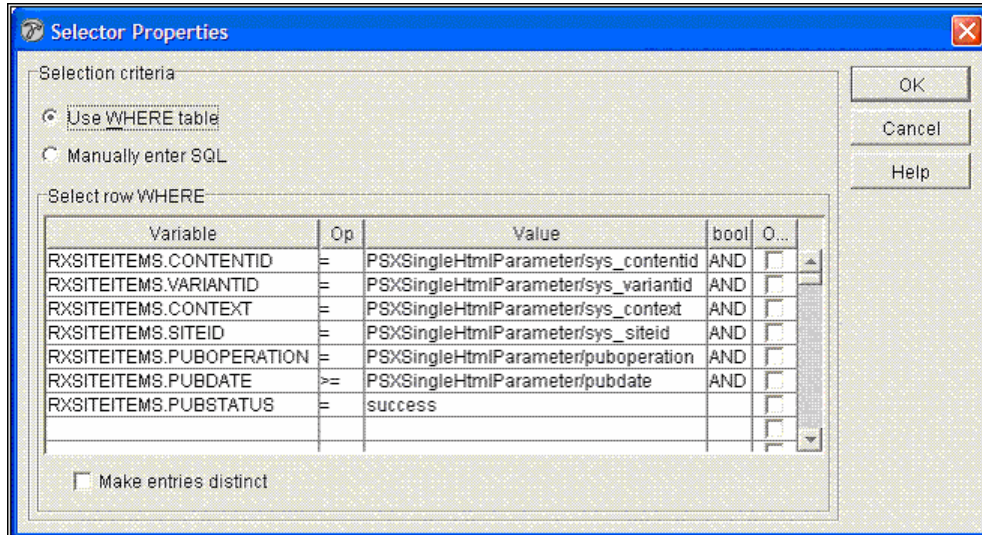 Selector Properties
Selection criteria
OK
Use WHERE table
Cancel
Manually enter SQL
Help
Select row WHERE
Variable Op Value bool O...
RXSITEITEMS.CONTENTID = PSXSingleHtmlParameter/sys_contentid AND
RXSITEITEMS.VARIANTID = PSXSingleHtmlParameter/sys_variantid AND
RXSITEITEMS.CONTEXT = PSXSingleHtmlParameter/sys_context AND
RXSITEITEMS.SITEID = PSXSingleHtmlParameter/sys_siteid AND
RXSITEITEMS.PUBOPERATION = PSXSingleHtmlParameter/puboperation AND
RXSITEITEMS.PUBDATE >= PSXSingleHtmlParameter/pubdate AND
RXSITEITEMS.PUBSTATUS = success
Make entries distinct